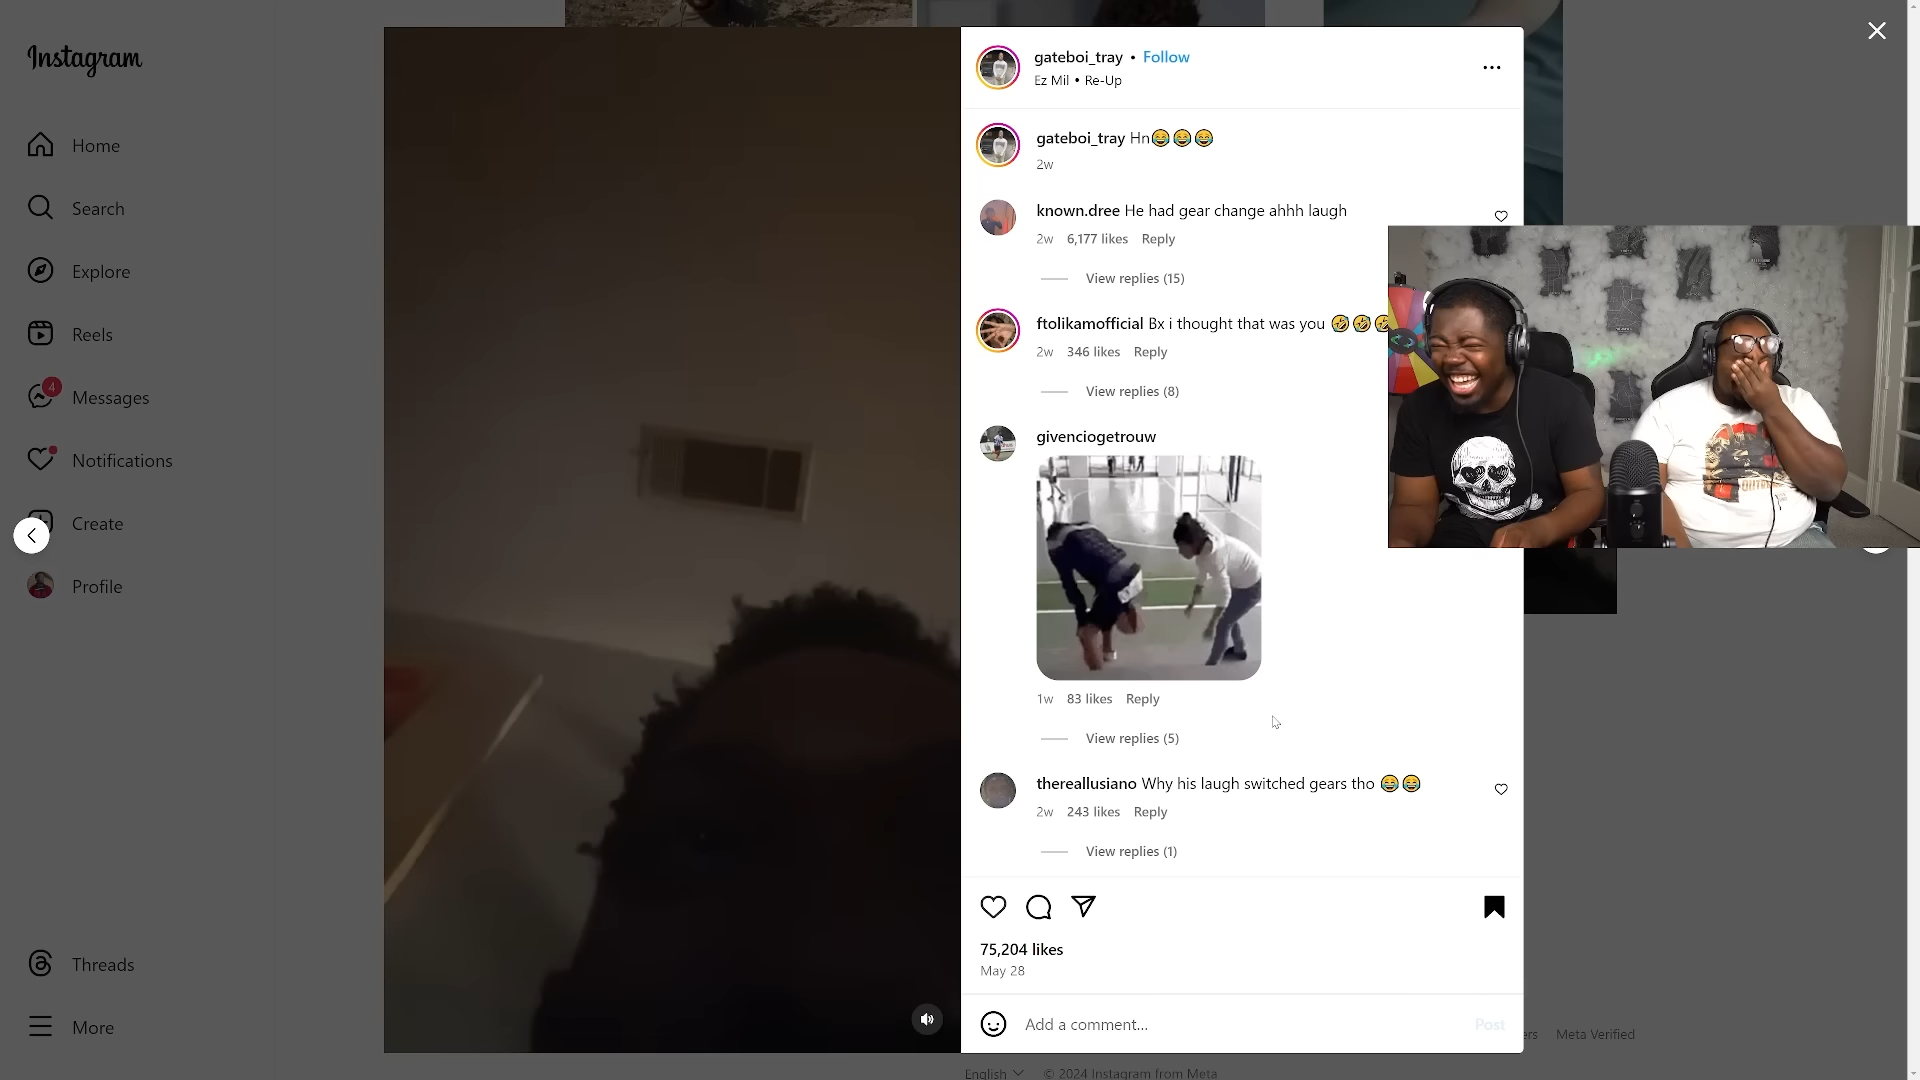 Instagram
Home
Search
Explore
Reels
4
Messages
Notifications
Create
Profile
Threads
More
gateboi_tray • Follow
Ez Mil • Re-Up
gateboi_tray Hn😂😂😂
2w
known.dree He had gear change ahhh laugh
2w 6,177 likes Reply
View replies (15)
ftolikamofficial Bx i thought that was you 🤣🤣🤣
2w 346 likes Reply
View replies (8)
givenciogetrouw
1w 83 likes Reply
View replies (5)
thereallusiano Why his laugh switched gears tho 😂😂
2w 243 likes Reply
View replies (1)
75,204 likes
May 28
Add a comment...
Post
Meta Verified
English
© 2024 Instagram from Meta